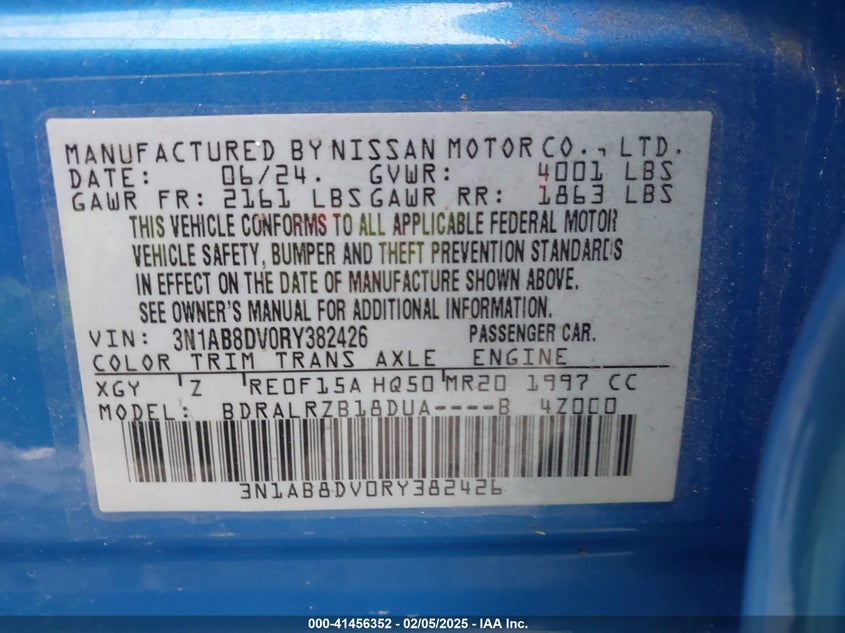 MANUFACTURED BY NISSAN MOTOR CO., LTD.
DATE: 06/24. GVWR: 4001 LBS
GAWR FR: 2161 LBS GAWR RR: 1863 LBS
THIS VEHICLE CONFORMS TO ALL APPLICABLE FEDERAL MOTOR
VEHICLE SAFETY, BUMPER AND THEFT PREVENTION STANDARDS
IN EFFECT ON THE DATE OF MANUFACTURE SHOWN ABOVE.
SEE OWNER'S MANUAL FOR ADDITIONAL INFORMATION.
VIN: 3N1AB8DV0RY382426 PASSENGER CAR.
COLOR TRIM TRANS AXLE ENGINE
XGY Z RE0F15A HQ50 MR20 1997 CC
MODEL: BDRALRZB18DUA----B 4Z000
3N1AB8DV0RY382426
000-41456352 - 02/05/2025 - IAA Inc.